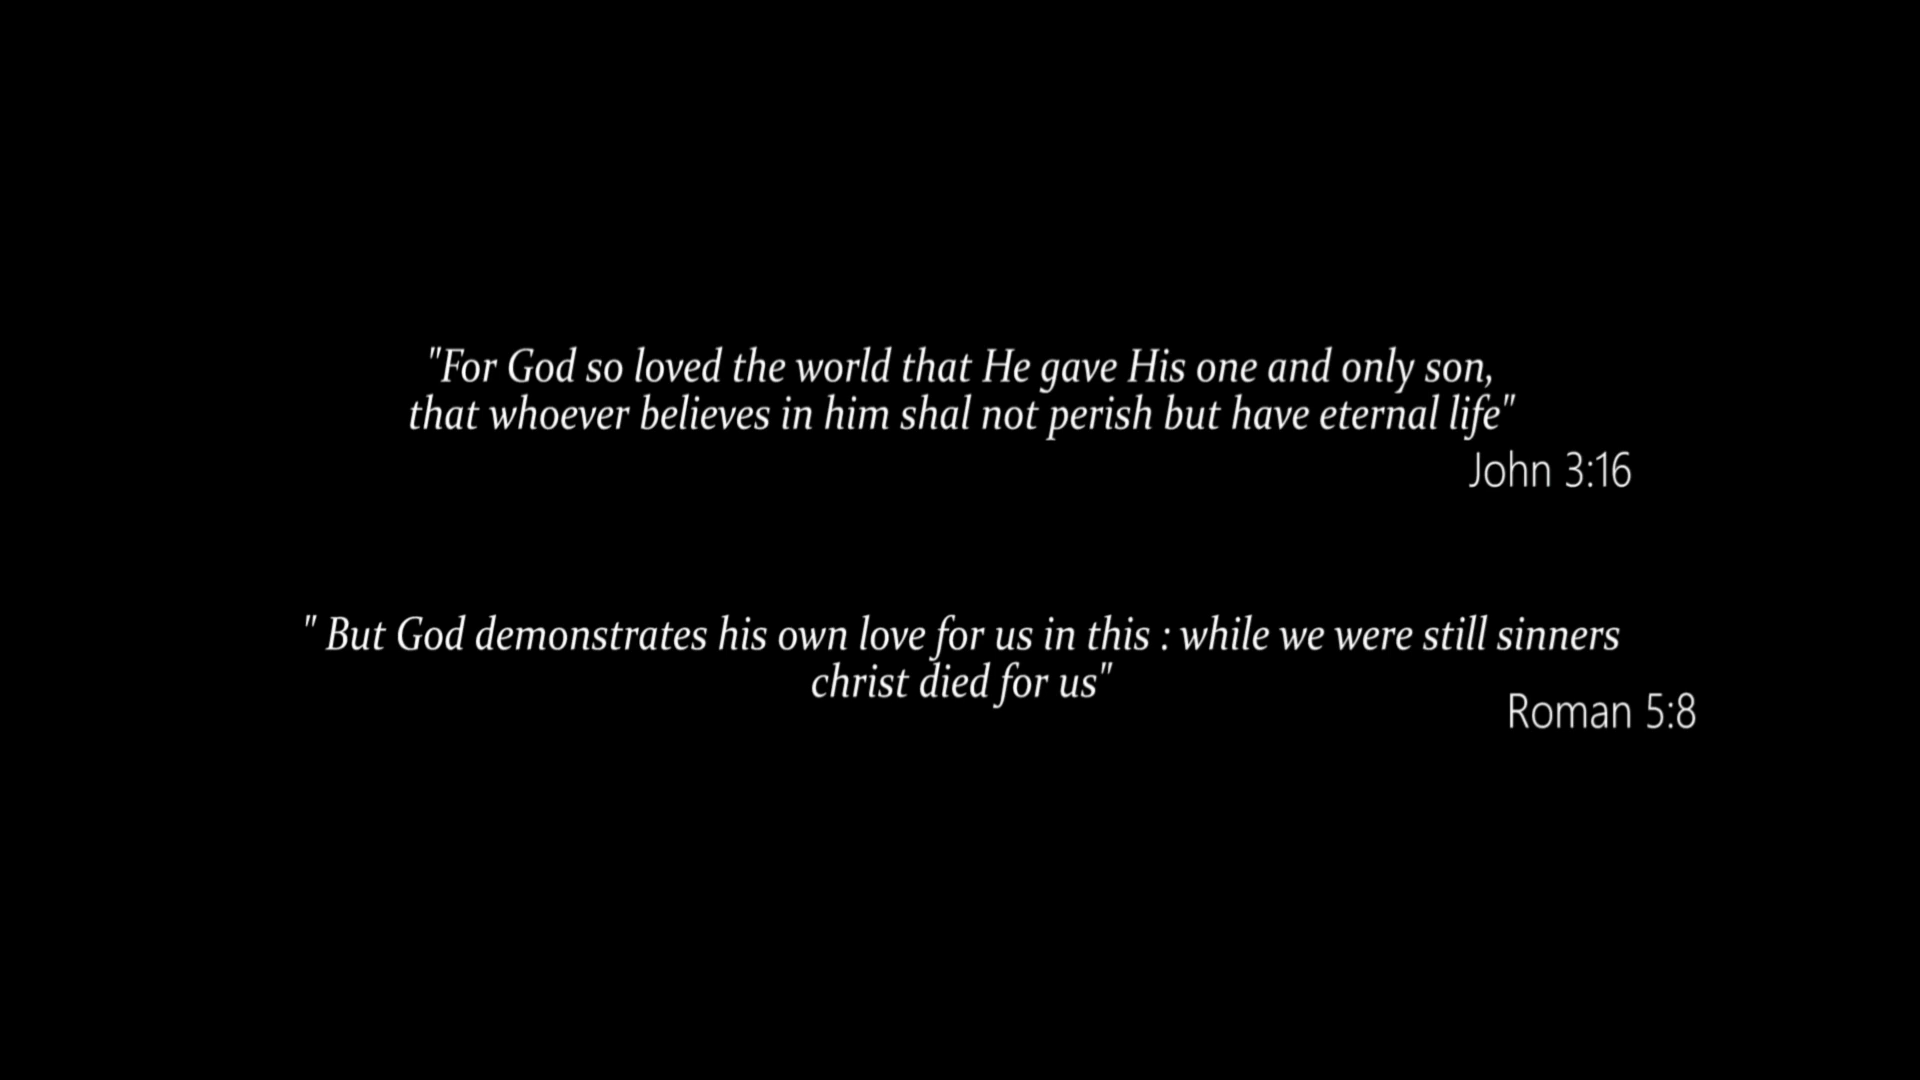 "For God so loved the world that He gave His one and only son,
that whoever believes in him shal not perish but have eternal life"
John 3:16
" But God demonstrates his own love for us in this : while we were still sinners
christ died for us"
Roman 5:8